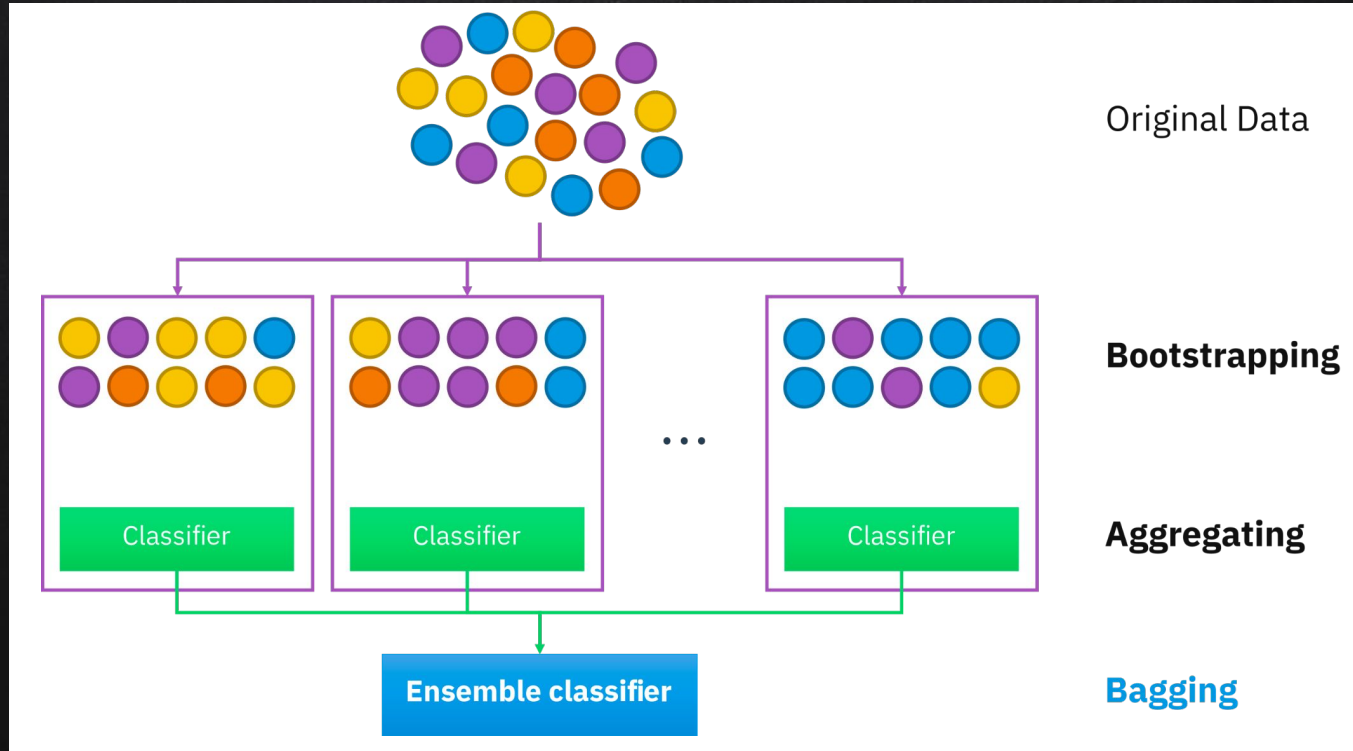 Original Data
Bootstrapping
...
Classifier
Classifier
Classifier
Aggregating
Ensemble classifier
Bagging